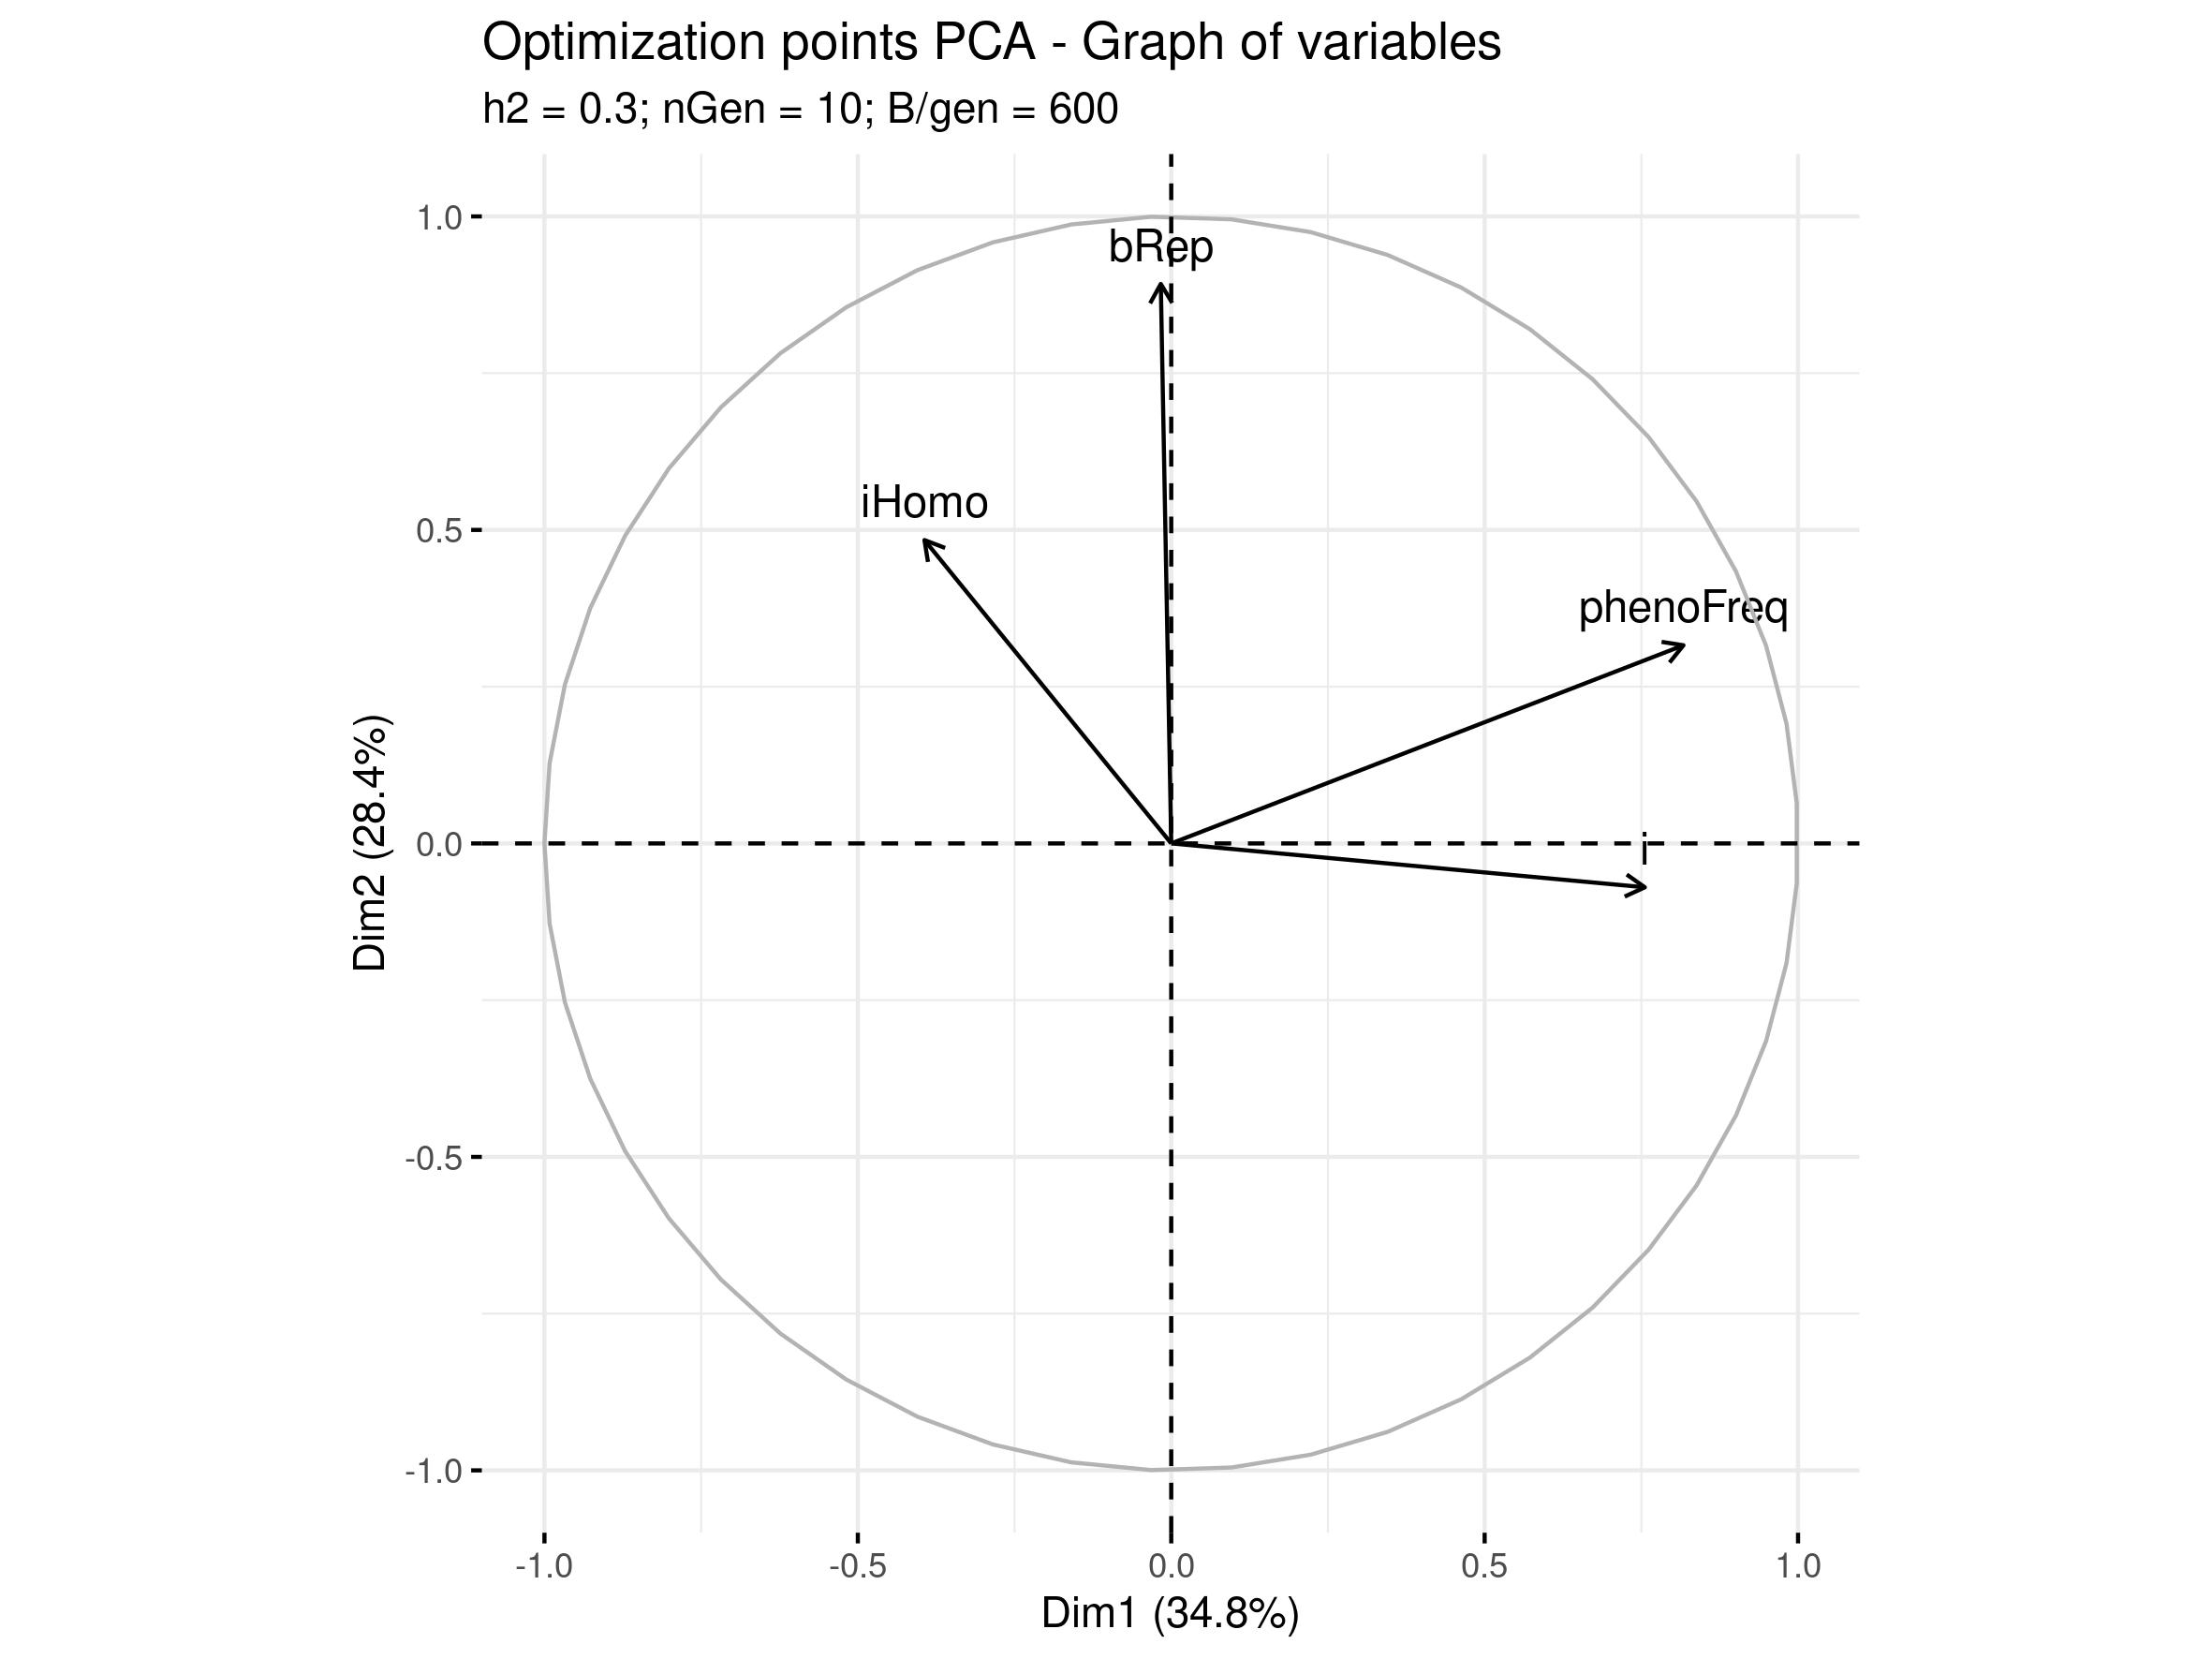 Optimization points PCA - Graph of variables
h2 = 0.3; nGen = 10; B/gen = 600
1.0
0.5
0.0
-0.5
-1.0
Dim2 (28.4%)
bRep
iHomo
phenoFreq
i
-1.0
-0.5
0.0
0.5
1.0
Dim1 (34.8%)